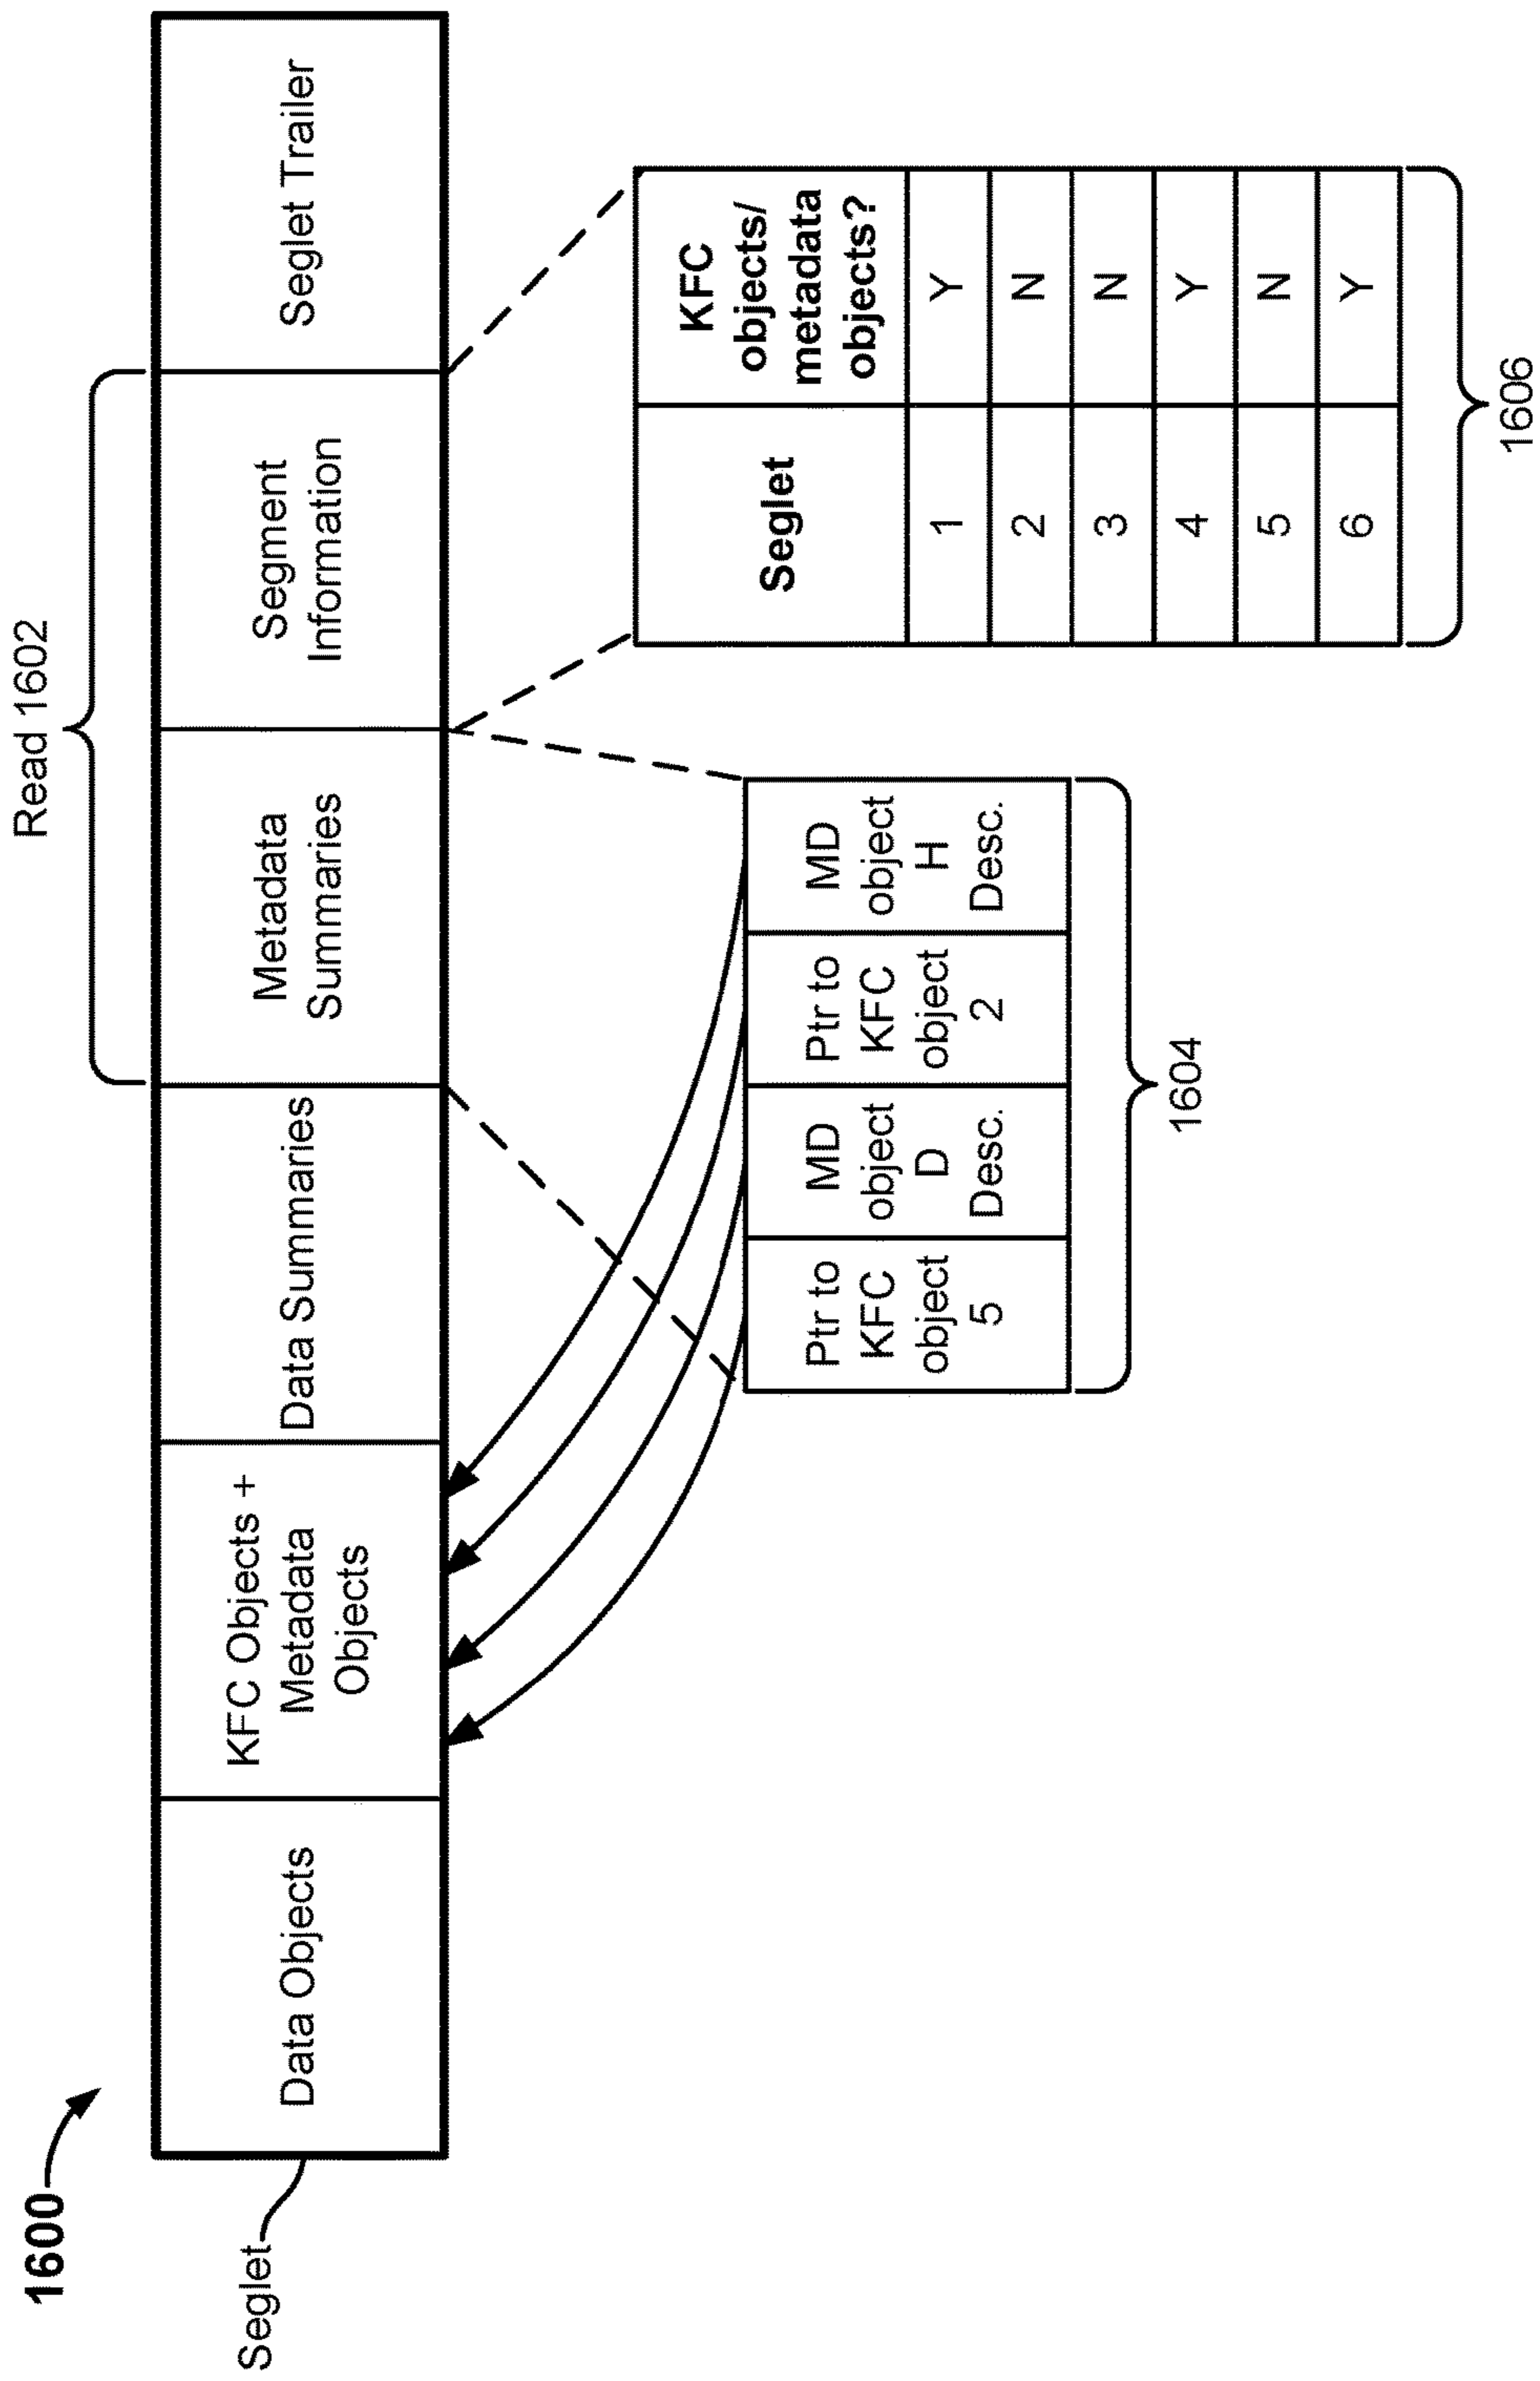 1600
Read 1602
Seglet
Data Objects
KFC Objects +
Metadata
Objects
Data Summaries
Metadata
Summaries
Segment
Information
Seglet Trailer
Ptr to
KFC
object
5
MD
object
D
Desc.
Ptr to
KFC
object
2
MD
object
H
Desc.
1604
Seglet
KFC
objects/
metadata
objects?
1 Y
2 N
3 N
4 Y
5 N
6 Y
1606